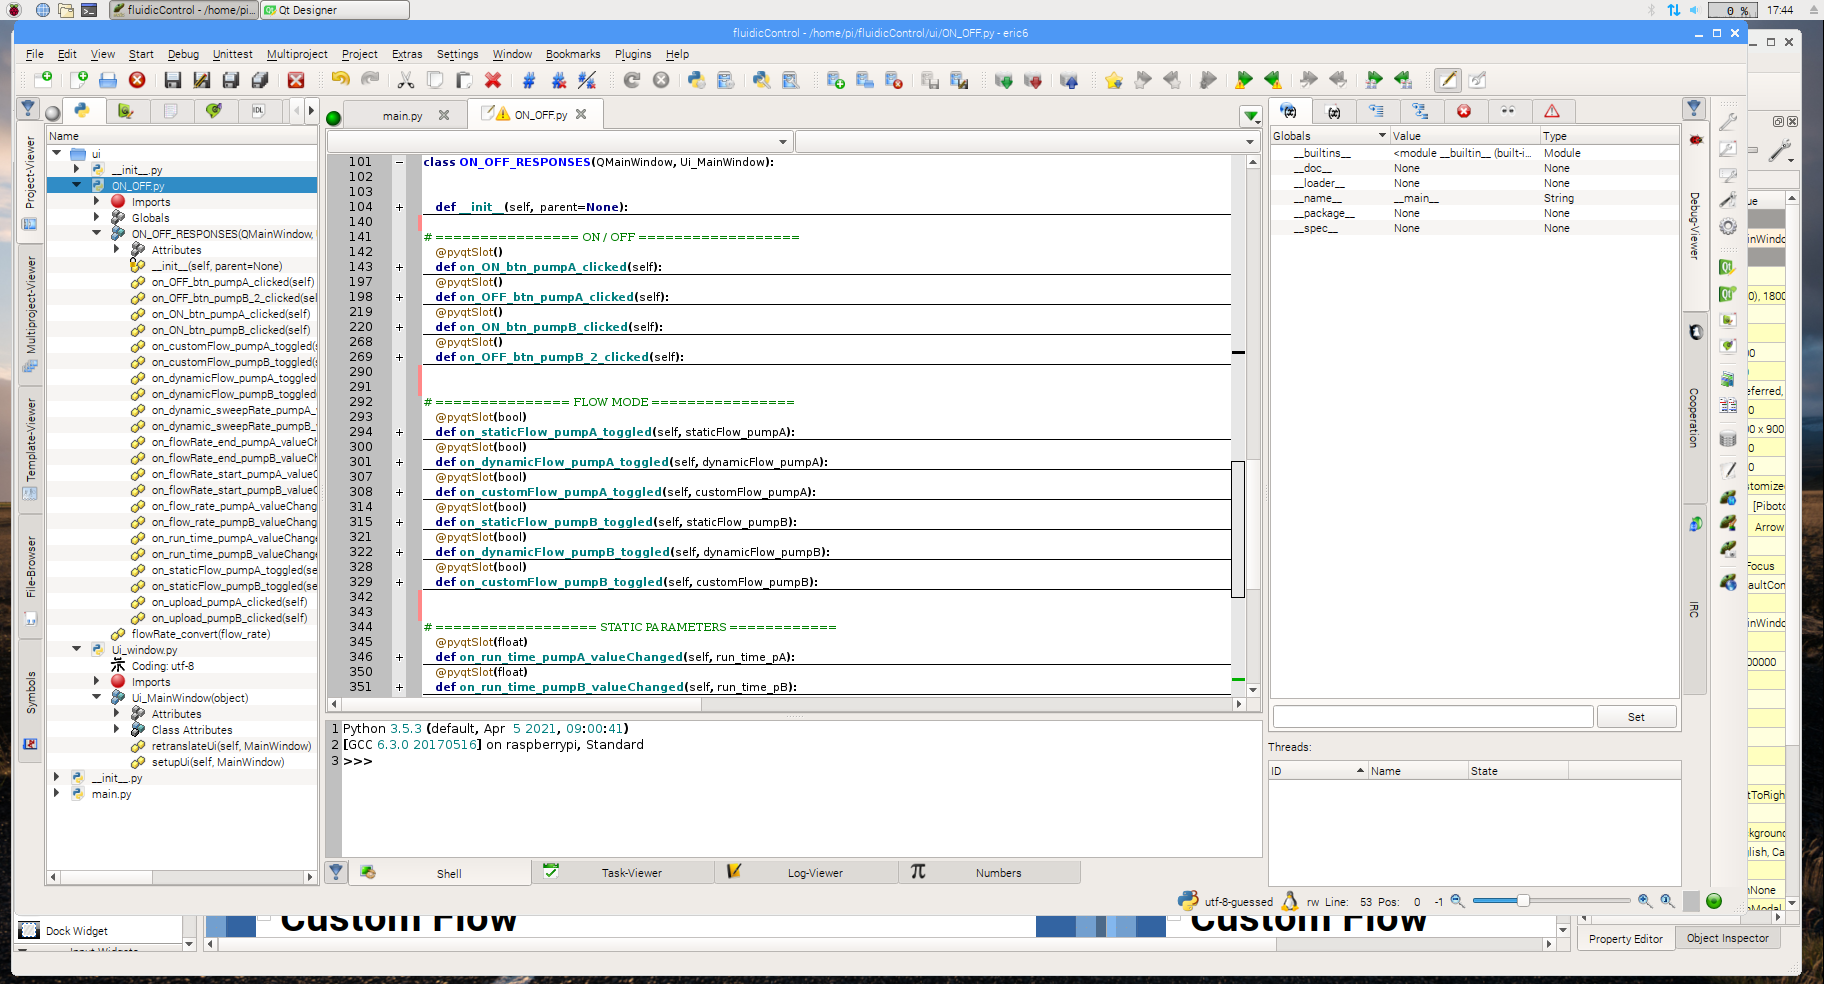 fluidicControl - /home/pi...
Qt Designer
0 %
17:44
fluidicControl - /home/pi/fluidicControl/ui/ON_OFF.py - eric6
File Edit View Start Debug Unittest Multiproject Project Extras Settings Window Bookmarks Plugins Help
IDL
main.py
ON_OFF.py
Project-Viewer
Multiproject-Viewer
Template-Viewer
File-Browser
Symbols
Name
ui
__init__.py
ON_OFF.py
Imports
Globals
ON_OFF_RESPONSES(QMainWindow,
Attributes
__init__(self, parent=None)
on_OFF_btn_pumpA_clicked(self)
on_OFF_btn_pumpB_2_clicked(sel
on_ON_btn_pumpA_clicked(self)
on_ON_btn_pumpB_clicked(self)
on_customFlow_pumpA_toggled(
on_customFlow_pumpB_toggled(
on_dynamicFlow_pumpA_toggled
on_dynamicFlow_pumpB_toggled
on_dynamic_sweepRate_pumpA_
on_dynamic_sweepRate_pumpB_
on_flowRate_end_pumpA_valueCh
on_flowRate_end_pumpB_valueCh
on_flowRate_start_pumpA_valueC
on_flowRate_start_pumpB_valueC
on_flow_rate_pumpA_valueChang
on_flow_rate_pumpB_valueChang
on_run_time_pumpA_valueChange
on_run_time_pumpB_valueChange
on_staticFlow_pumpA_toggled(se
on_staticFlow_pumpB_toggled(se
on_upload_pumpA_clicked(self)
on_upload_pumpB_clicked(self)
flowRate_convert(flow_rate)
Ui_window.py
Coding: utf-8
Imports
Ui_MainWindow(object)
Attributes
Class Attributes
retranslateUi(self, MainWindow)
setupUi(self, MainWindow)
__init__.py
main.py
101 class ON_OFF_RESPONSES(QMainWindow, Ui_MainWindow):
102
103
104 def __init__(self, parent=None):
140
141 # ================ ON / OFF ==================
142 @pyqtSlot()
143 def on_ON_btn_pumpA_clicked(self):
197 @pyqtSlot()
198 def on_OFF_btn_pumpA_clicked(self):
219 @pyqtSlot()
220 def on_ON_btn_pumpB_clicked(self):
268 @pyqtSlot()
269 def on_OFF_btn_pumpB_2_clicked(self):
290
291
292 # =============== FLOW MODE ================
293 @pyqtSlot(bool)
294 def on_staticFlow_pumpA_toggled(self, staticFlow_pumpA):
300 @pyqtSlot(bool)
301 def on_dynamicFlow_pumpA_toggled(self, dynamicFlow_pumpA):
307 @pyqtSlot(bool)
308 def on_customFlow_pumpA_toggled(self, customFlow_pumpA):
314 @pyqtSlot(bool)
315 def on_staticFlow_pumpB_toggled(self, staticFlow_pumpB):
321 @pyqtSlot(bool)
322 def on_dynamicFlow_pumpB_toggled(self, dynamicFlow_pumpB):
328 @pyqtSlot(bool)
329 def on_customFlow_pumpB_toggled(self, customFlow_pumpB):
342
343
344 # ================== STATIC PARAMETERS ============
345 @pyqtSlot(float)
346 def on_run_time_pumpA_valueChanged(self, run_time_pA):
350 @pyqtSlot(float)
351 def on_run_time_pumpB_valueChanged(self, run_time_pB):
1 Python 3.5.3 (default, Apr  5 2021, 09:00:41)
2 [GCC 6.3.0 20170516] on raspberrypi, Standard
3 >>>
Shell
Task-Viewer
Log-Viewer
Numbers
Globals Value Type
__builtins__ <module __builtin__ (built-i... Module
__doc__ None None
__loader__ None None
__name__ __main__ String
__package__ None None
__spec__ None None
Set
Threads:
ID Name State
Debug-Viewer
Cooperation
IRC
utf-8-guessed rw Line: 53 Pos: 0 -1
ue
inWindo
0), 1800
00
eferred,
0
00 x 900
0
0
stomized
[Piboto
Arrow
Focus
aultCon
inWindo
00000
tToRigh
kground
lish, Ca
nNone
nModal
Dock Widget
Input Widgets
Custom Flow
Custom Flow
Property Editor
Object Inspector